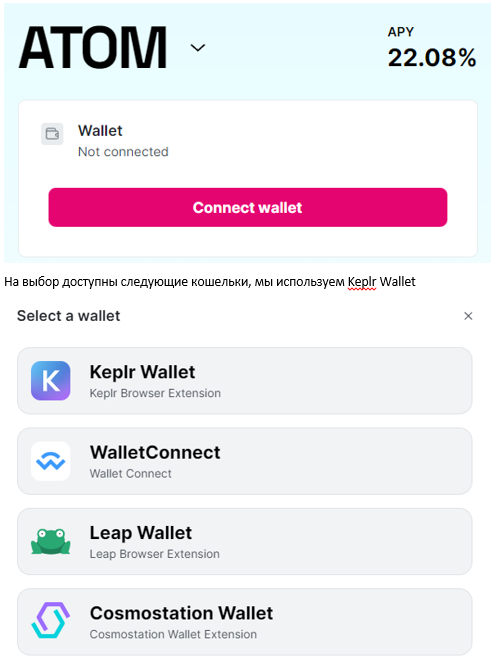 ATOM
APY
22.08%
Wallet
Not connected
Connect wallet
На выбор доступны следующие кошельки, мы используем Keplr Wallet
Select a wallet
K
Keplr Wallet
Keplr Browser Extension
WalletConnect
Wallet Connect
Leap Wallet
Leap Browser Extension
Cosmostation Wallet
Cosmostation Wallet Extension